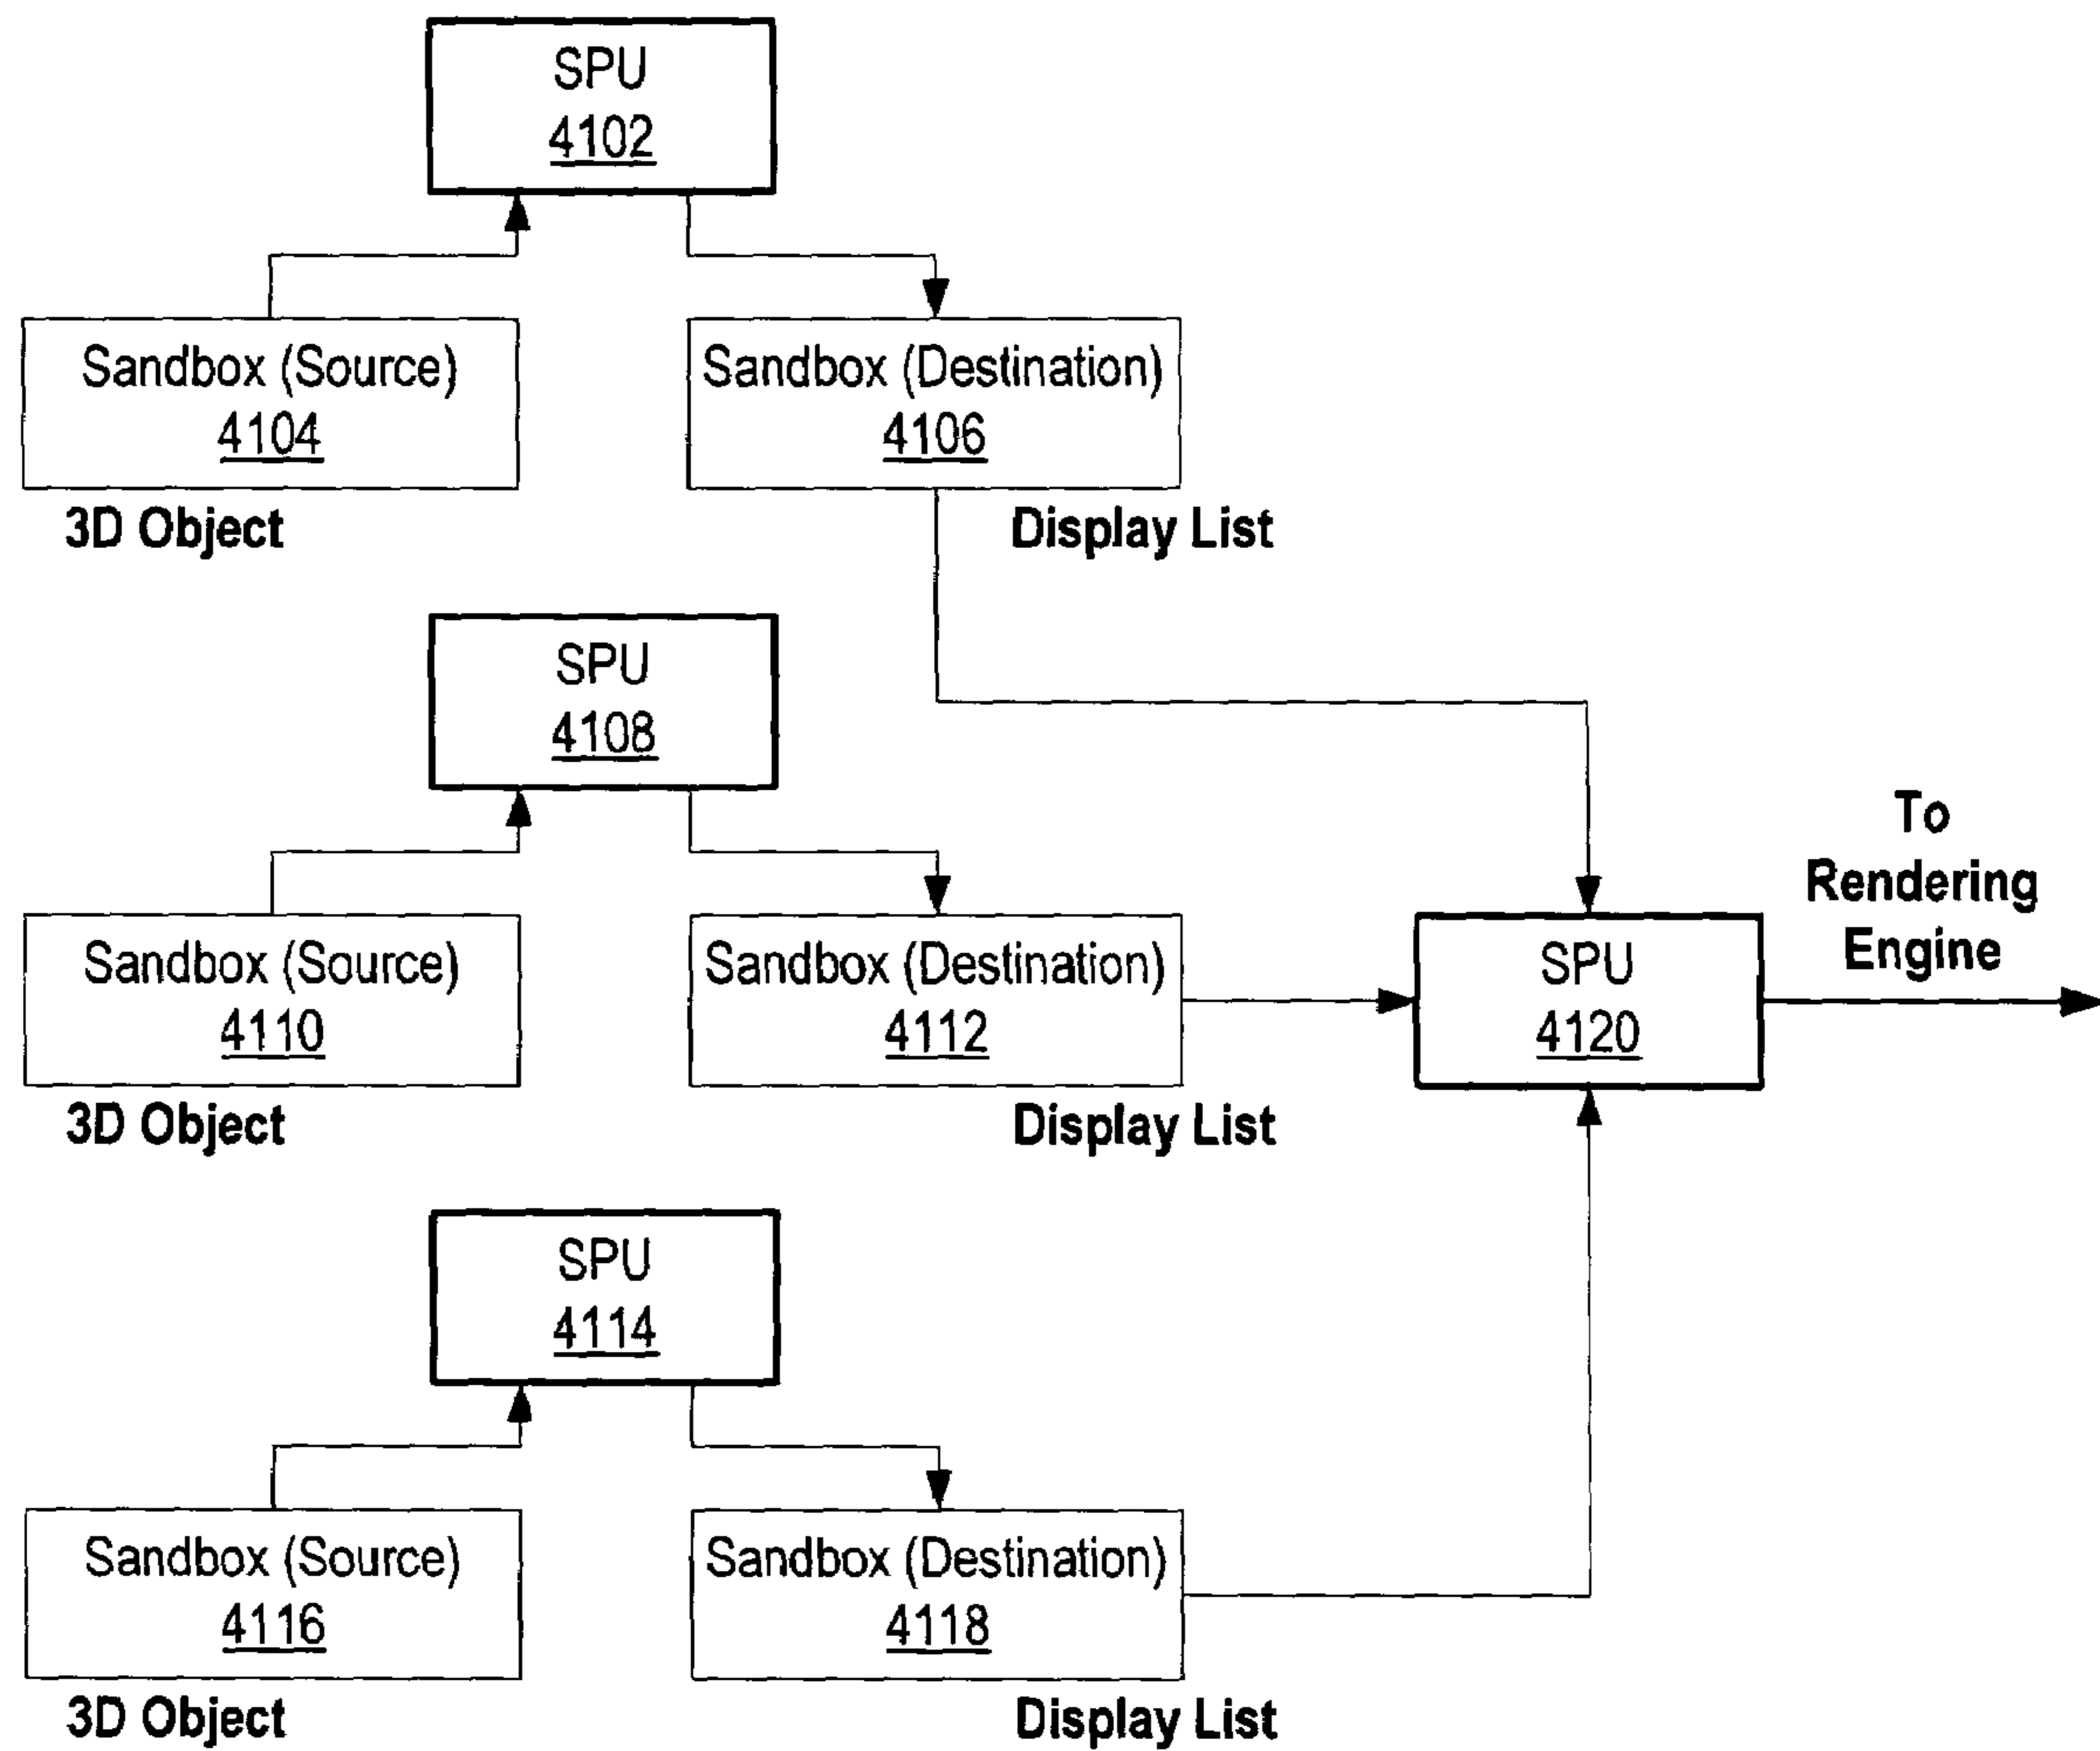 SPU
4102
Sandbox (Source)
4104
3D Object
Sandbox (Destination)
4106
Display List
SPU
4108
Sandbox (Source)
4110
3D Object
Sandbox (Destination)
4112
Display List
SPU
4120
To
Rendering
Engine
SPU
4114
Sandbox (Source)
4116
3D Object
Sandbox (Destination)
4118
Display List